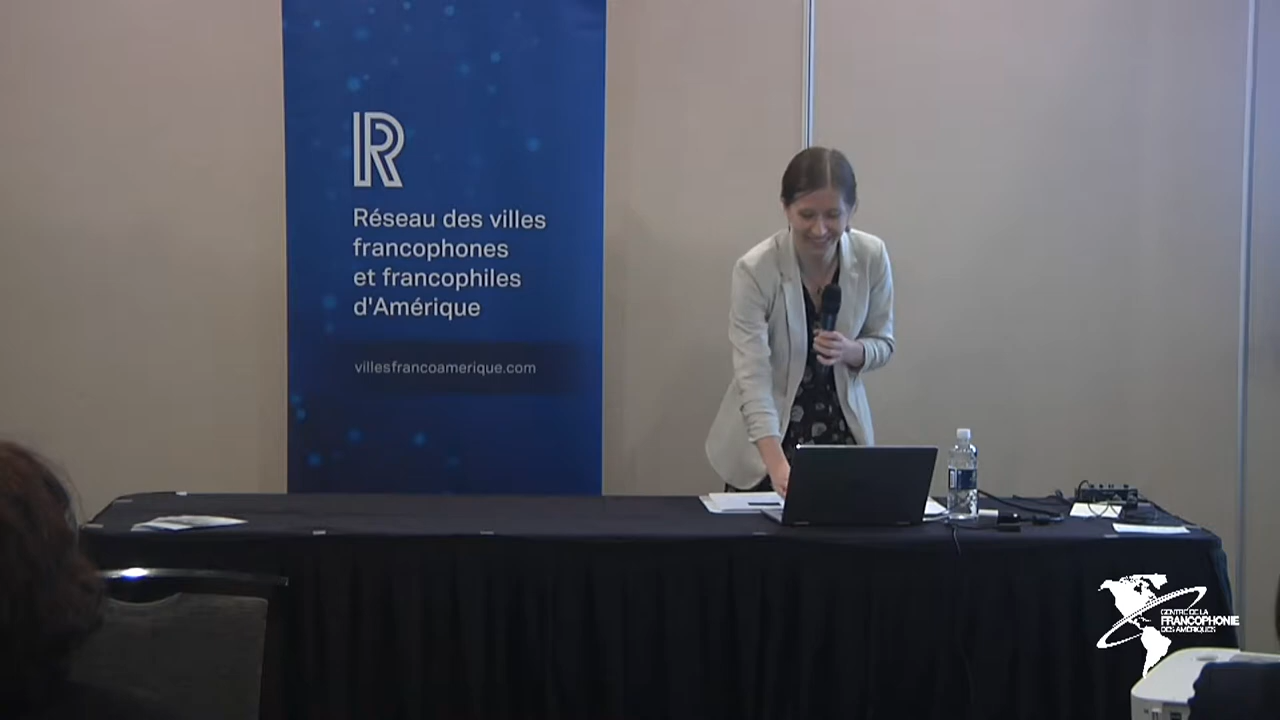 R
Réseau des villes
francophones
et francophiles
d'Amérique
villesfrancoamerique.com
CENTRE DE LA
FRANCOPHONIE
DES AMÉRIQUES